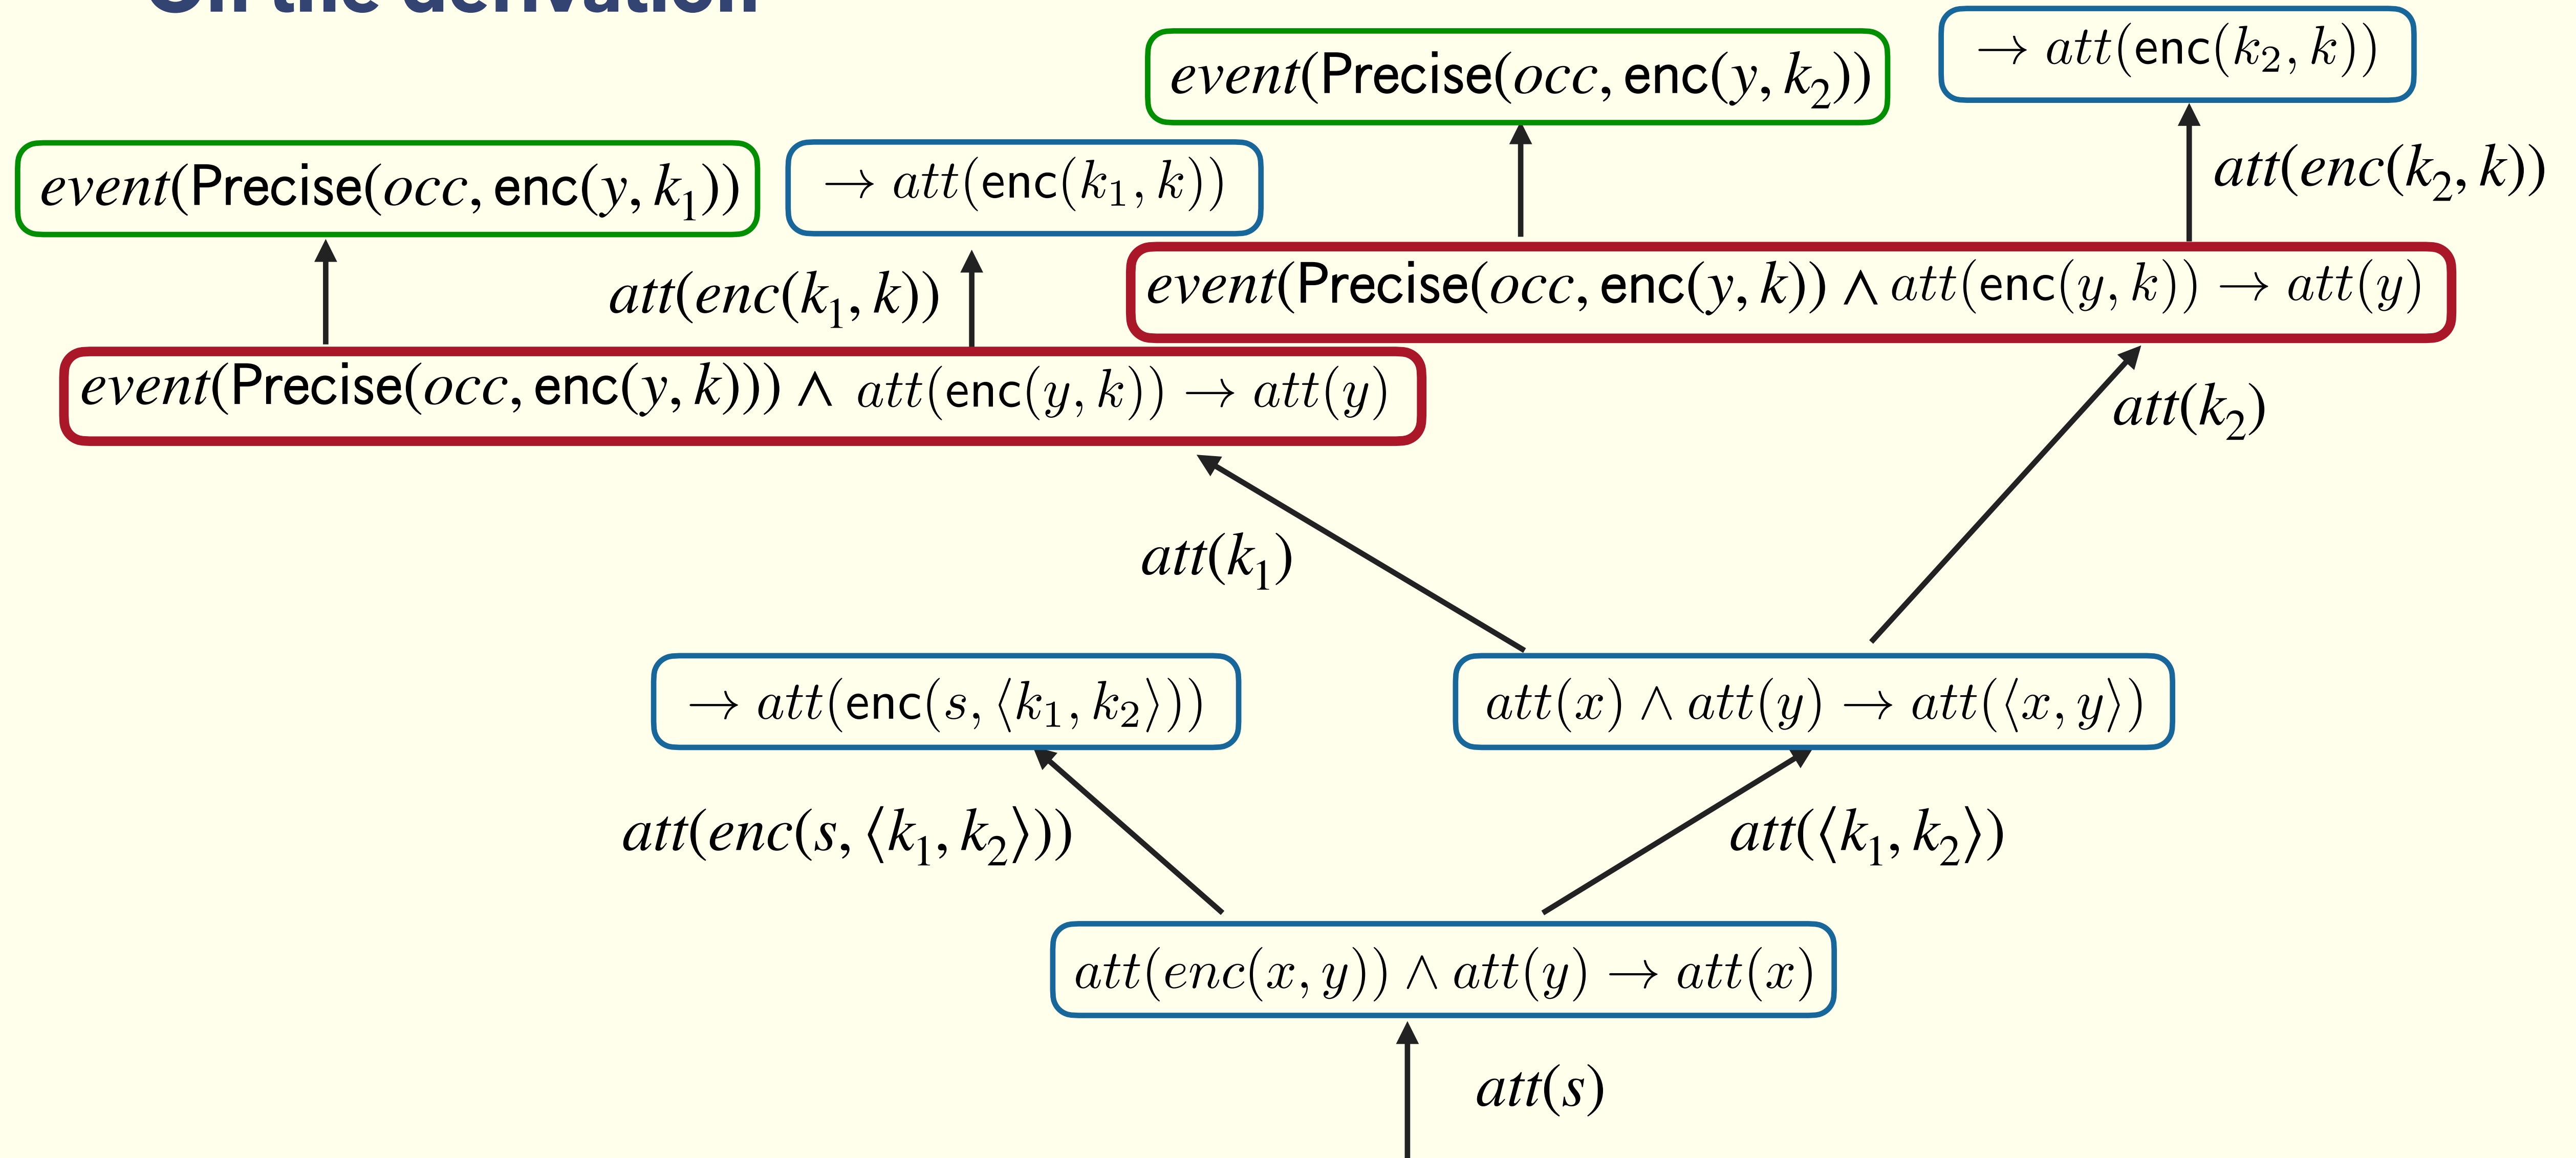 On the derivation
event(Precise(occ, enc(y, k₂))
→ att(enc(k₂, k))
event(Precise(occ, enc(y, k₁))
→ att(enc(k₁, k))
att(enc(k₂, k))
att(enc(k₁, k))
event(Precise(occ, enc(y, k)) ∧ att(enc(y, k)) → att(y)
event(Precise(occ, enc(y, k))) ∧ att(enc(y, k)) → att(y)
att(k₂)
att(k₁)
→ att(enc(s, ⟨k₁, k₂⟩))
att(x) ∧ att(y) → att(⟨x, y⟩)
att(enc(s, ⟨k₁, k₂⟩))
att(⟨k₁, k₂⟩)
att(enc(x, y)) ∧ att(y) → att(x)
att(s)